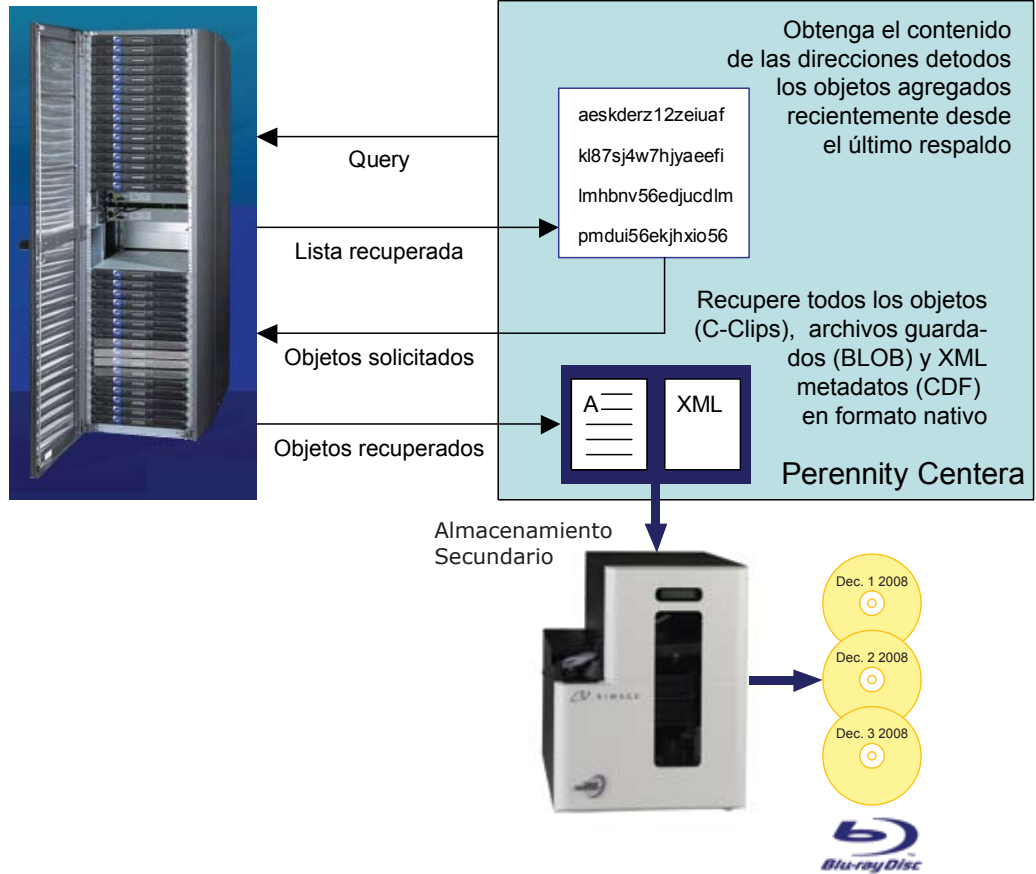 Obtenga el contenido
de las direcciones detodos
los objetos agregados
recientemente desde
el último respaldo
aeskderz12zeiuaf
kl87sj4w7hjyaeefi
lmhbnv56edjucdlm
pmdui56ekjhxio56
Query
Lista recuperada
Objetos solicitados
Objetos recuperados
Recupere todos los objetos
(C-Clips), archivos guarda-
dos (BLOB) y XML
metadatos (CDF)
en formato nativo
A
XML
Perennity Centera
Almacenamiento
Secundario
RIMAGE
Dec. 1 2008
Dec. 2 2008
Dec. 3 2008
Blu-ray Disc